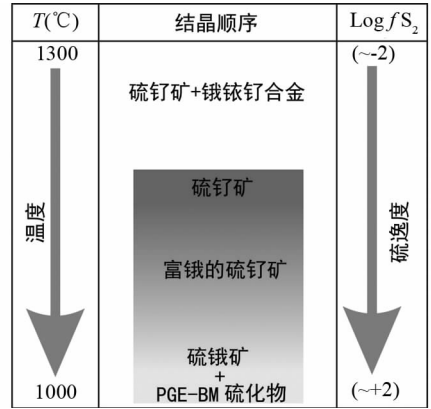 T(℃) 结晶顺序 Log f S₂
1300 (~-2)
硫钌矿+锇铱钌合金
硫钌矿
温度
硫逸度
富锇的硫钌矿
硫锇矿
+
1000 PGE-BM 硫化物 (~+2)